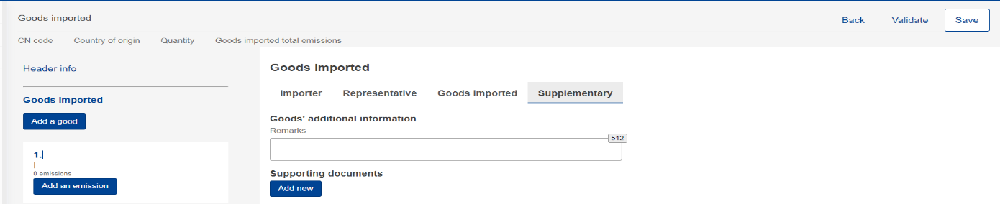 Goods imported
Back Validate Save
CN code Country of origin Quantity Goods imported total emissions
Header info
Goods imported
Add a good
1.|
|
0 emissions
Add an emission
Goods imported
Importer Representative Goods imported Supplementary
Goods' additional information
Remarks
512
Supporting documents
Add new